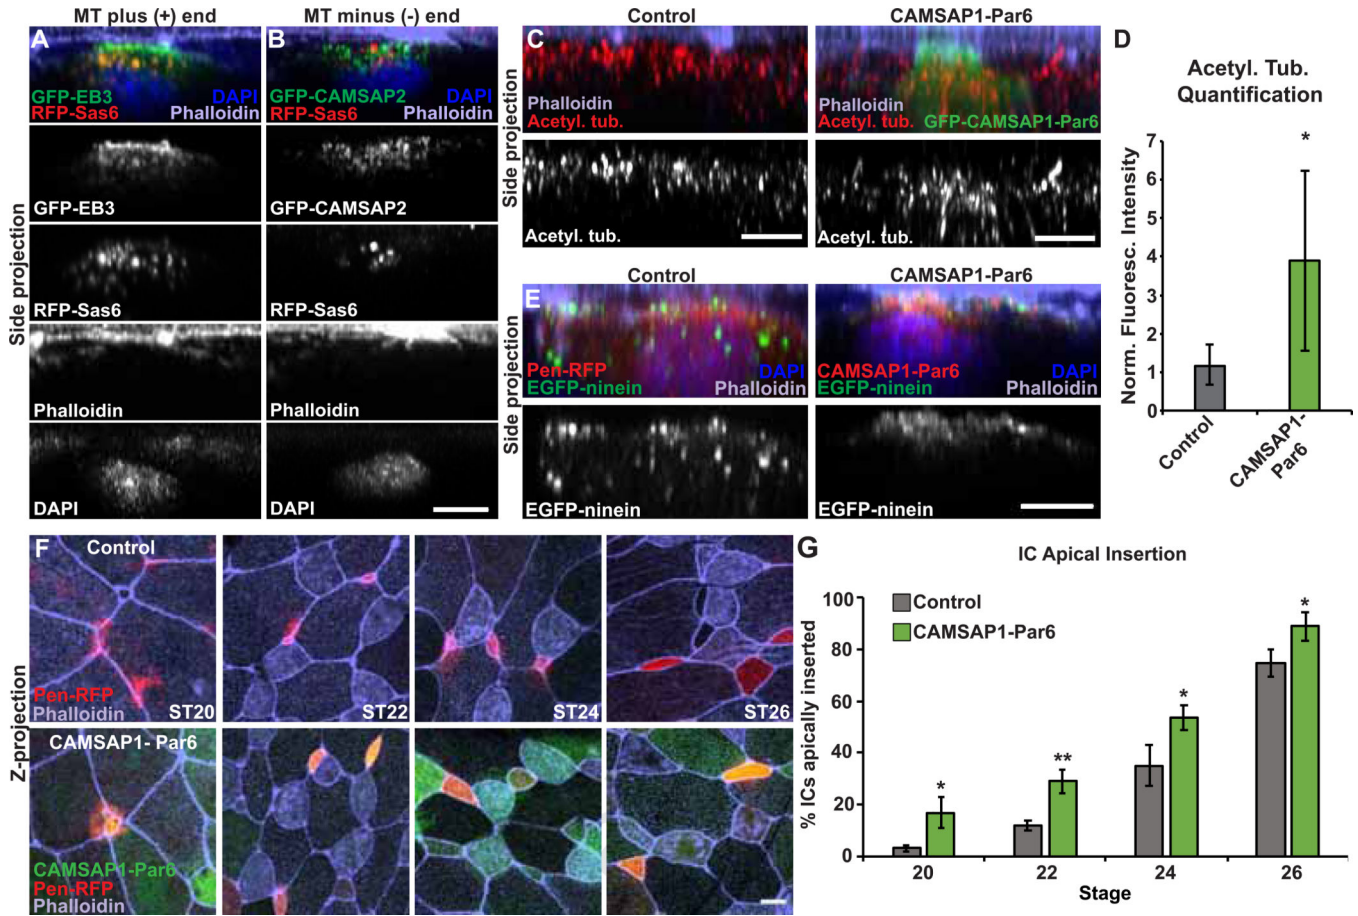 MT plus (+) end
MT minus (-) end
Control
CAMSAP1-Par6
A
B
C
D
Side projection
GFP-EB3
RFP-Sas6
DAPI
Phalloidin
GFP-CAMSAP2
RFP-Sas6
DAPI
Phalloidin
GFP-EB3
GFP-CAMSAP2
RFP-Sas6
RFP-Sas6
Phalloidin
Phalloidin
DAPI
DAPI
Side projection
Phalloidin
Acetyl. tub.
Phalloidin
Acetyl. tub.
GFP-CAMSAP1-Par6
Acetyl. tub.
Acetyl. tub.
Acetyl. Tub.
Quantification
Norm. Fluoresc. Intensity
7
6
5
4
3
2
1
0
*
Control
CAMSAP1-
Par6
Control
CAMSAP1-Par6
E
Side projection
Pen-RFP
EGFP-ninein
DAPI
Phalloidin
CAMSAP1-Par6
EGFP-ninein
DAPI
Phalloidin
EGFP-ninein
EGFP-ninein
F
Z-projection
Control
Pen-RFP
Phalloidin
ST20
ST22
ST24
ST26
CAMSAP1- Par6
CAMSAP1-Par6
Pen-RFP
Phalloidin
G
IC Apical Insertion
Control
CAMSAP1-Par6
% ICs apically inserted
100
80
60
40
20
0
*
**
*
*
20
22
24
26
Stage